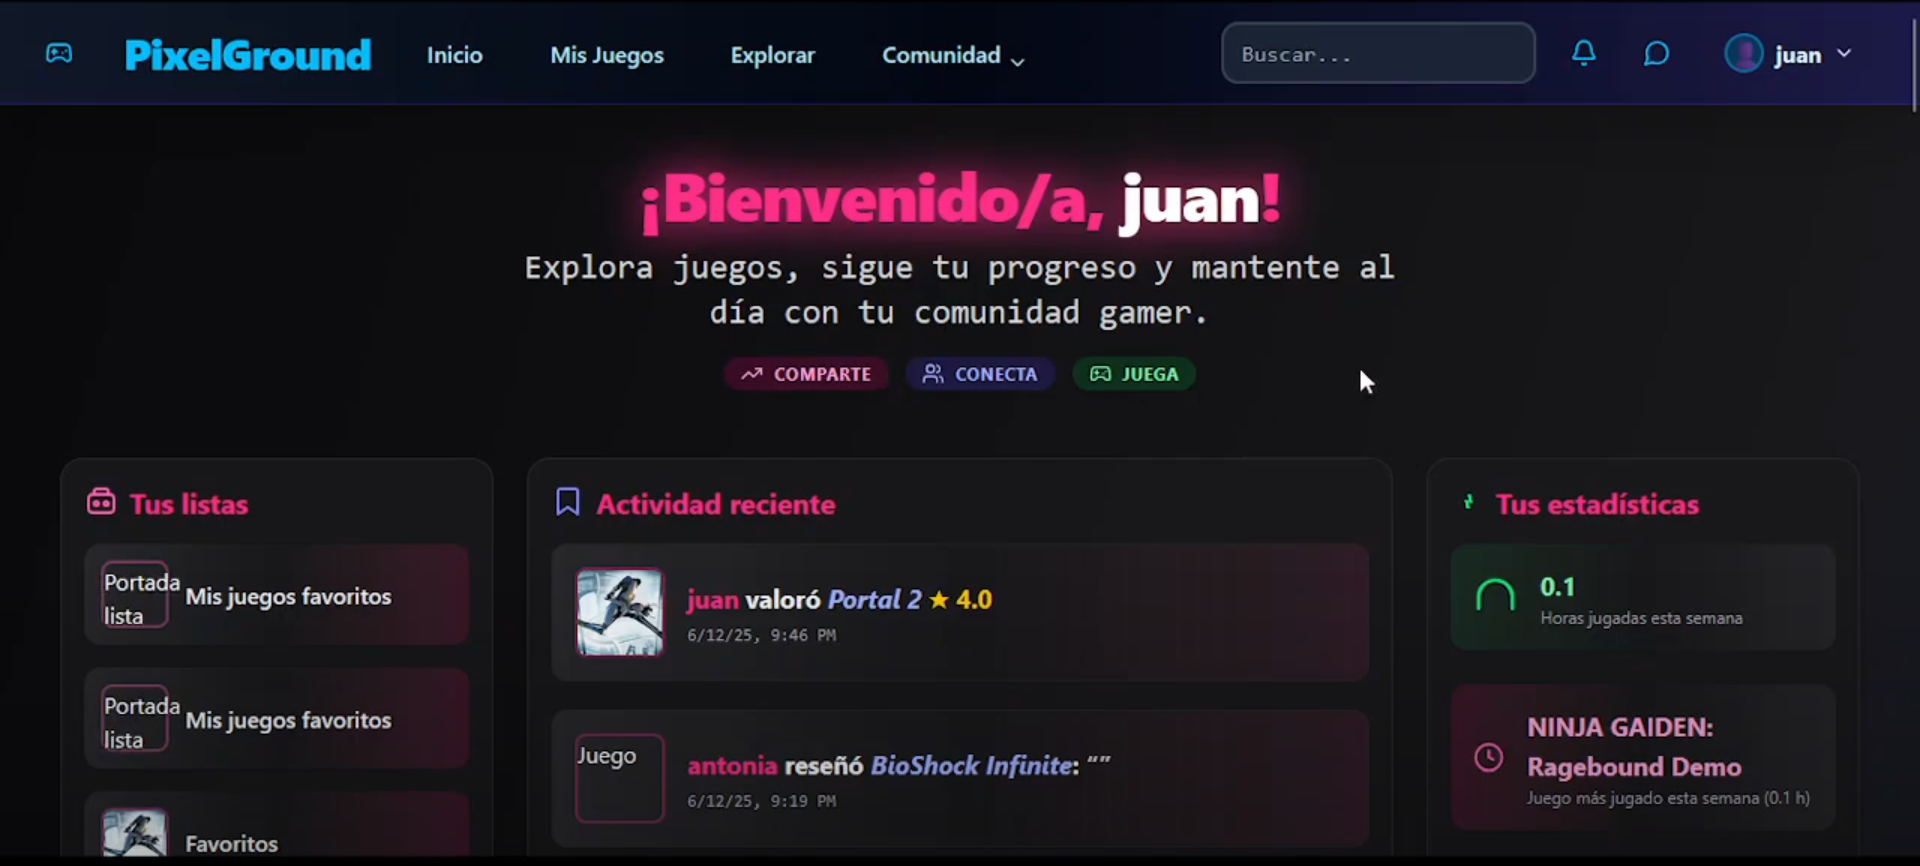 PixelGround
Inicio
Mis Juegos
Explorar
Comunidad
Buscar...
juan
¡Bienvenido/a, juan!
Explora juegos, sigue tu progreso y mantente al
día con tu comunidad gamer.
COMPARTE
CONECTA
JUEGA
Tus listas
Portada
lista
Mis juegos favoritos
Portada
lista
Mis juegos favoritos
Favoritos
Actividad reciente
juan valoró Portal 2 ★ 4.0
6/12/25, 9:46 PM
Juego
antonia reseñó BioShock Infinite: “”
6/12/25, 9:19 PM
Tus estadísticas
0.1
Horas jugadas esta semana
NINJA GAIDEN:
Ragebound Demo
Juego más jugado esta semana (0.1 h)